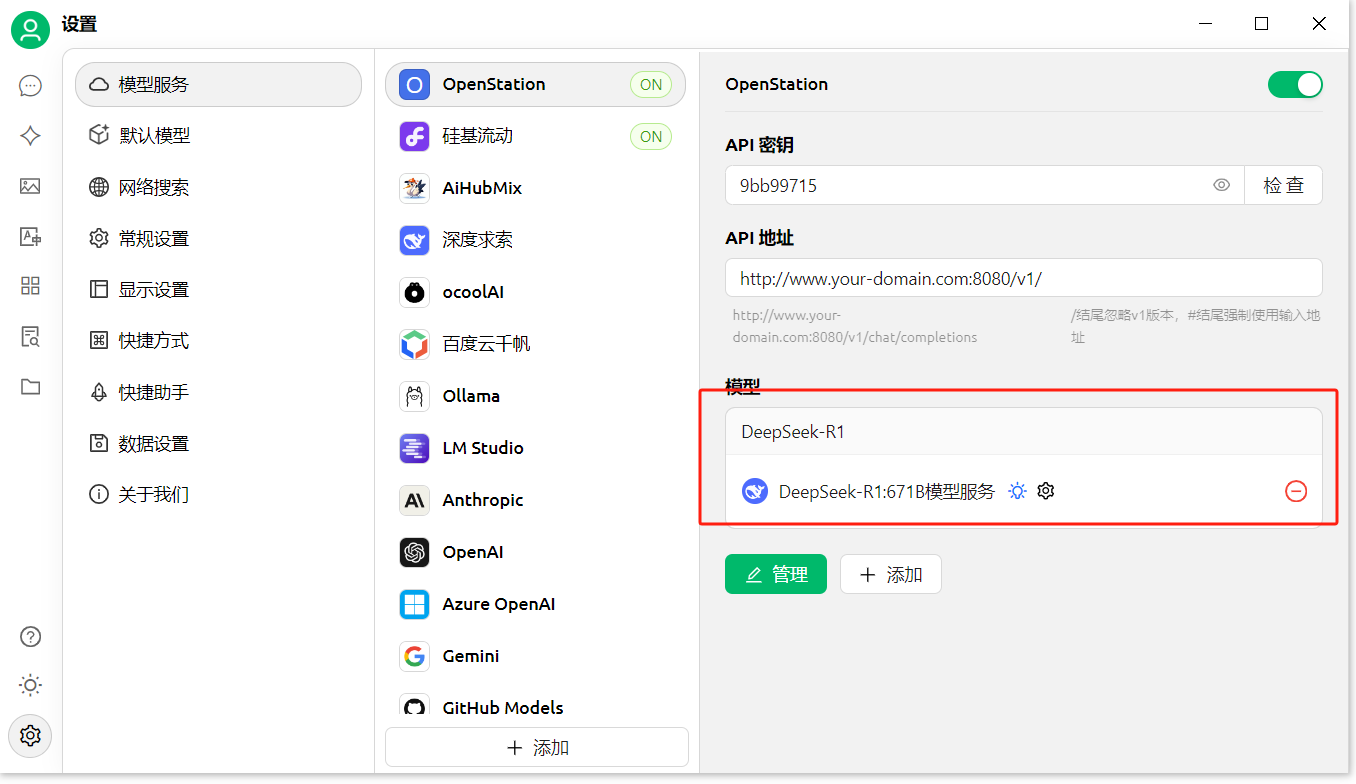 设置
模型服务
默认模型
网络搜索
常规设置
显示设置
快捷方式
快捷助手
数据设置
关于我们
OpenStation ON
硅基流动 ON
AiHubMix
深度求索
ocoolAI
百度云千帆
Ollama
LM Studio
Anthropic
OpenAI
Azure OpenAI
Gemini
GitHub Models
添加
OpenStation
API 密钥
9bb99715 检查
API 地址
http://www.your-domain.com:8080/v1/
http://www.your-
domain.com:8080/v1/chat/completions
/结尾忽略v1版本，#结尾强制使用输入地
址
模型
DeepSeek-R1
DeepSeek-R1:671B模型服务
管理 添加